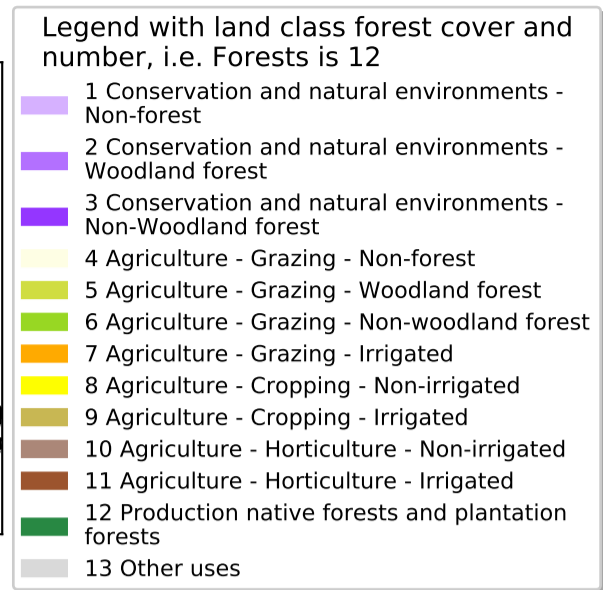 Legend with land class forest cover and
number, i.e. Forests is 12
1 Conservation and natural environments -
Non-forest
2 Conservation and natural environments -
Woodland forest
3 Conservation and natural environments -
Non-Woodland forest
4 Agriculture - Grazing - Non-forest
5 Agriculture - Grazing - Woodland forest
6 Agriculture - Grazing - Non-woodland forest
7 Agriculture - Grazing - Irrigated
8 Agriculture - Cropping - Non-irrigated
9 Agriculture - Cropping - Irrigated
10 Agriculture - Horticulture - Non-irrigated
11 Agriculture - Horticulture - Irrigated
12 Production native forests and plantation
forests
13 Other uses